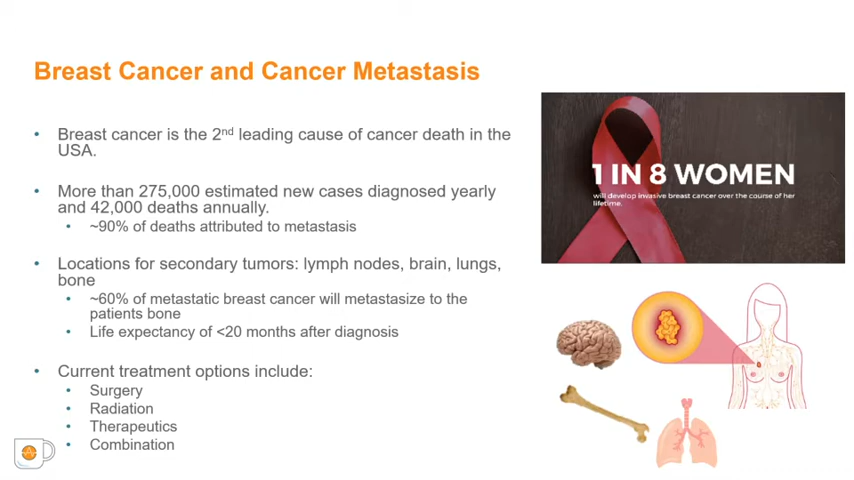 Breast Cancer and Cancer Metastasis
• Breast cancer is the 2nd leading cause of cancer death in the
USA.
• More than 275,000 estimated new cases diagnosed yearly
and 42,000 deaths annually.
• ~90% of deaths attributed to metastasis
• Locations for secondary tumors: lymph nodes, brain, lungs,
bone
• ~60% of metastatic breast cancer will metastasize to the
patients bone
• Life expectancy of <20 months after diagnosis
• Current treatment options include:
• Surgery
• Radiation
• Therapeutics
• Combination
1 IN 8 WOMEN
will develop invasive breast cancer over the course of her
lifetime.